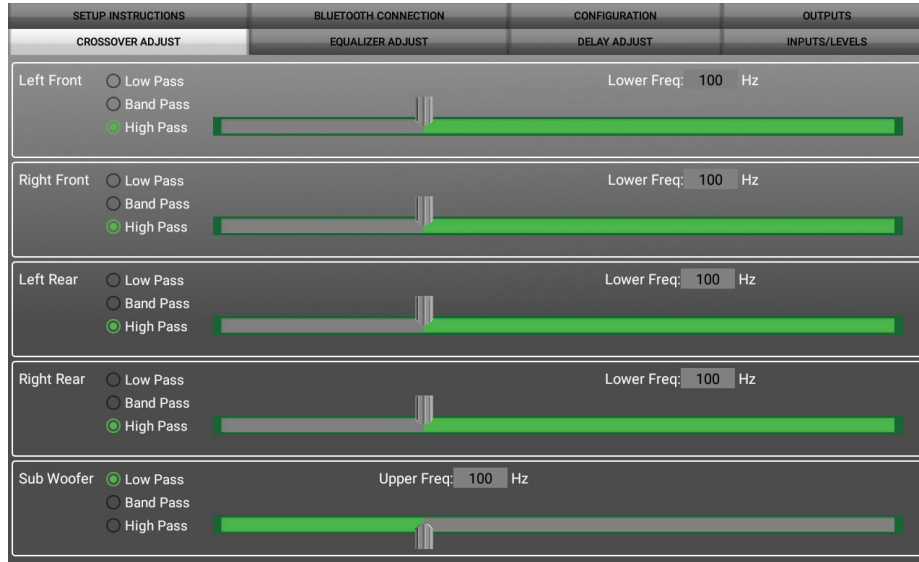 SETUP INSTRUCTIONS BLUETOOTH CONNECTION CONFIGURATION OUTPUTS
CROSSOVER ADJUST EQUALIZER ADJUST DELAY ADJUST INPUTS/LEVELS
Left Front Low Pass Lower Freq: 100 Hz
Band Pass
High Pass
Right Front Low Pass Lower Freq: 100 Hz
Band Pass
High Pass
Left Rear Low Pass Lower Freq: 100 Hz
Band Pass
High Pass
Right Rear Low Pass Lower Freq: 100 Hz
Band Pass
High Pass
Sub Woofer Low Pass Upper Freq: 100 Hz
Band Pass
High Pass